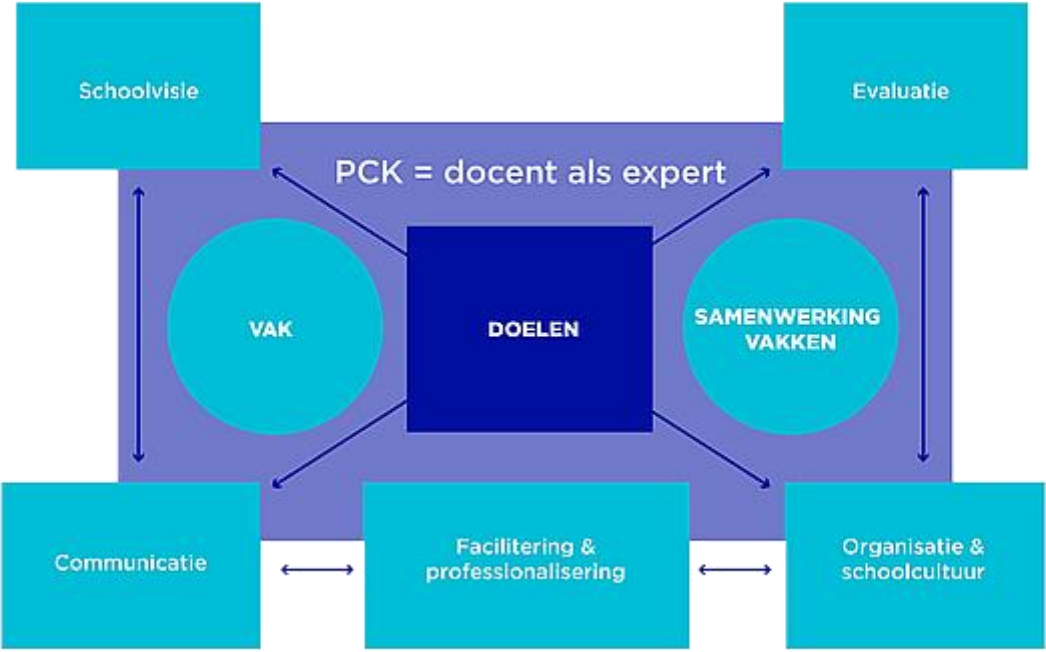 Schoolvisie
Evaluatie
PCK = docent als expert
VAK
DOELEN
SAMENWERKING
VAKKEN
Communicatie
Facilitering &
professionalisering
Organisatie &
schoolcultuur